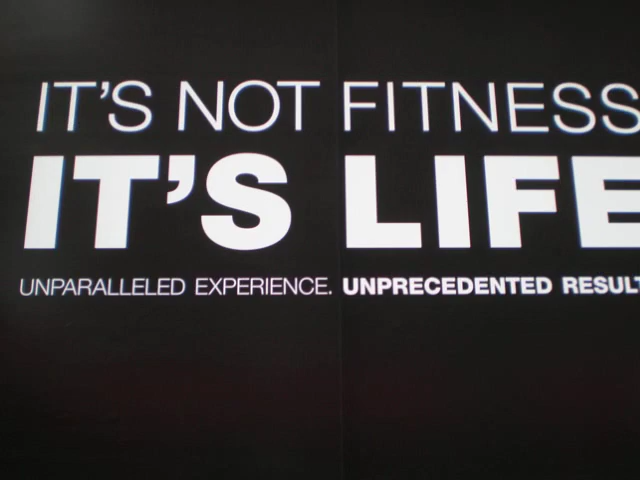 IT'S NOT FITNESS
IT'S LIFE
UNPARALLELED EXPERIENCE. UNPRECEDENTED RESULT